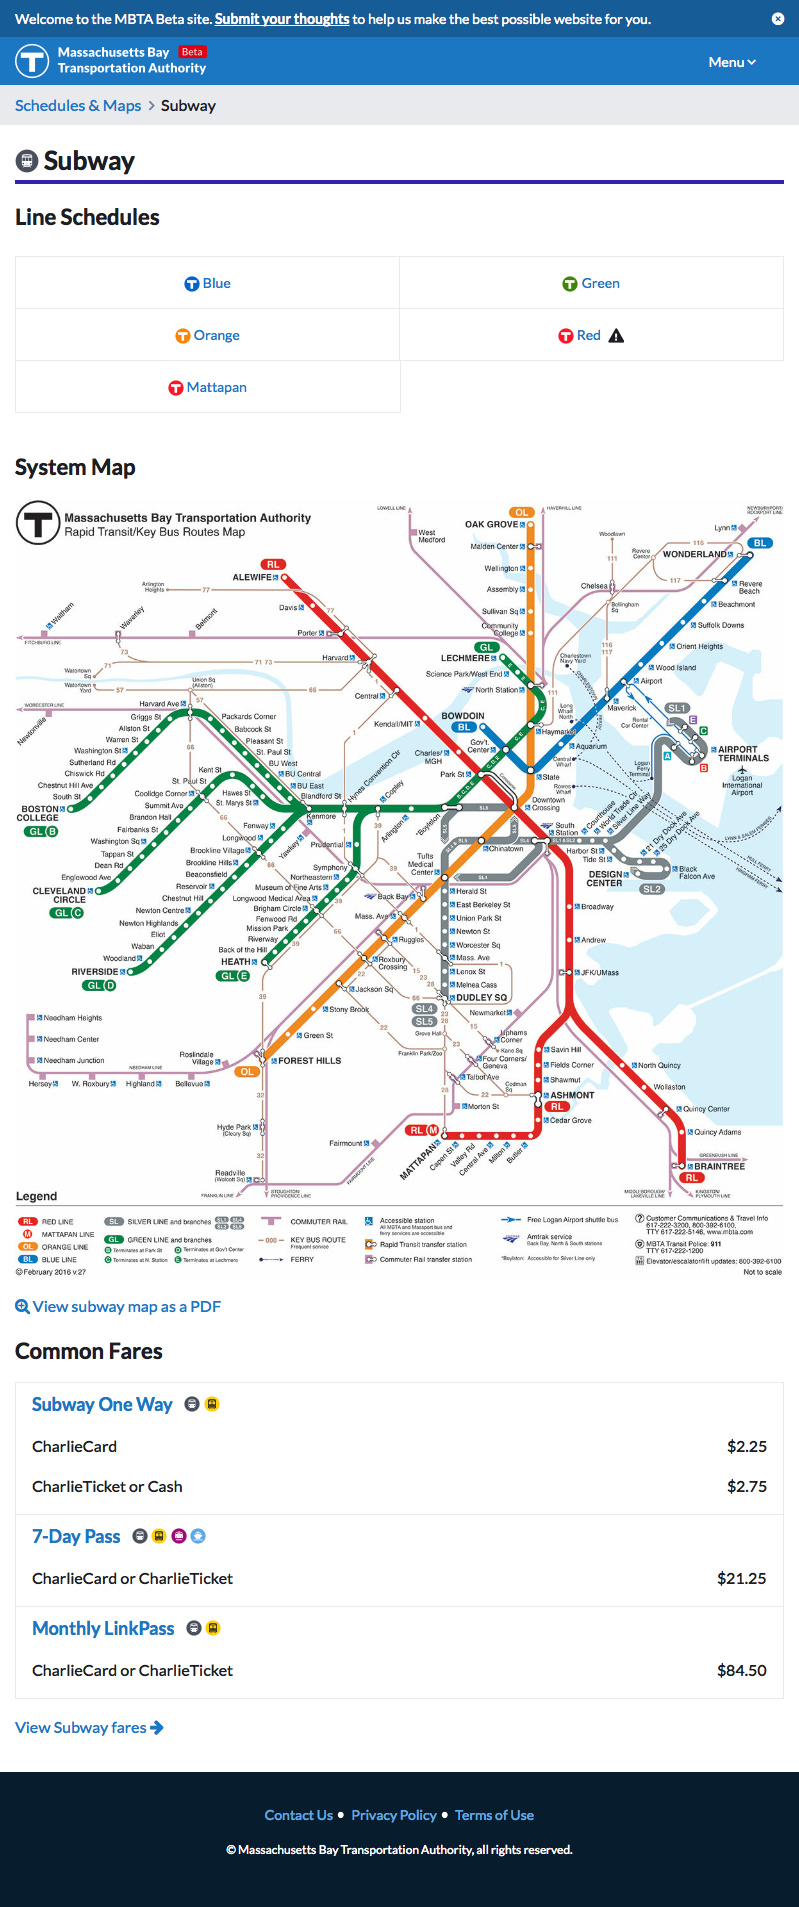 Welcome to the MBTA Beta site. Submit your thoughts to help us make the best possible website for you.
Massachusetts Bay Beta
Transportation Authority
Menu
Schedules & Maps > Subway
Subway
Line Schedules
Blue
Green
Orange
Red
Mattapan
System Map
Massachusetts Bay Transportation Authority
Rapid Transit/Key Bus Routes Map
LOWELL LINE
HAVERHILL LINE
NEWBURYPORT/
ROCKPORT LINE
OL
OAK GROVE
West
Medford
Lynn
Woodlawn
BL
WONDERLAND
Malden Center
Revere
Center
116
111
117
Wellington
RL
ALEWIFE
Arlington
Heights
77
Assembly
Chelsea
Revere
Beach
Beachmont
Davis
Sullivan Sq
Bellingham
Sq
Suffolk Downs
Waltham
Waverley
Belmont
Porter
Community
College
FITCHBURG LINE
GL
LECHMERE
Orient Heights
Harvard
Science Park/West End
Charlestown
Navy Yard
Wood Island
Watertown
Sq
Watertown
Yard
71
73
57
66
Union Sq
(Allston)
North Station
Airport
Central
Long
Wharf
North
Maverick
WORCESTER LINE
Newtonville
Harvard Ave
Griggs St
Allston St
Warren St
Washington St
Sutherland Rd
Chiswick Rd
Chestnut Hill Ave
South St
BOSTON
COLLEGE
GL B
Packards Corner
Babcock St
Pleasant St
St. Paul St
BU West
BU Central
BU East
Blandford St
Kenmore
Kendall/MIT
BOWDOIN
BL
Gov't.
Center
Haymarket
Aquarium
Rental
Car Center
SL1
AIRPORT
TERMINALS
Logan
International
Airport
Charles/
MGH
Park St
State
Central
Wharf
Rowes
Wharf
Logan
Ferry
Terminal
Downtown
Crossing
South
Station
Courthouse
World Trade Ctr
Silver Line Way
Kent St
St. Paul St
Coolidge Corner
Summit Ave
Brandon Hall
Fairbanks St
Washington Sq
Tappan St
Dean Rd
Englewood Ave
CLEVELAND
CIRCLE
GL C
Hawes St
St. Marys St
Hynes Convention Ctr
Copley
Arlington
*Boylston
Chinatown
Harbor St
Tide St
21 Dry Dock Ave
25 Dry Dock Ave
DESIGN
CENTER
SL2
Black
Falcon Ave
Fenway
Longwood
Brookline Village
Brookline Hills
Beaconsfield
Reservoir
Chestnut Hill
Newton Centre
Newton Highlands
Eliot
Waban
Woodland
RIVERSIDE
GL D
Yawkey
Prudential
Symphony
Northeastern
Museum of Fine Arts
Longwood Medical Area
Brigham Circle
Fenwood Rd
Mission Park
Riverway
Back of the Hill
HEATH
GL E
Tufts
Medical
Center
Back Bay
Mass. Ave
Ruggles
Roxbury
Crossing
Jackson Sq
Stony Brook
Green St
FOREST HILLS
OL
Herald St
East Berkeley St
Union Park St
Newton St
Worcester Sq
Mass. Ave
Lenox St
Melnea Cass
DUDLEY SQ
SL4
SL5
Broadway
Andrew
JFK/UMass
Newmarket
Grove Hall
Franklin Park/Zoo
Uphams
Corner
Kane Sq
Four Corners/
Geneva
Talbot Ave
Codman
Sq
Morton St
Savin Hill
Fields Corner
Shawmut
ASHMONT
RL
Cedar Grove
North Quincy
Wollaston
Quincy Center
Quincy Adams
BRAINTREE
RL
RL M
MATTAPAN
Capen St
Valley Rd
Central Ave
Milton
Butler
Needham Heights
Needham Center
Needham Junction
Hersey
W. Roxbury
Highland
Bellevue
Roslindale
Village
NEEDHAM LINE
Hyde Park
(Cleary Sq)
Fairmount
FAIRMOUNT LINE
Readville
(Wolcott Sq)
FRANKLIN LINE
STOUGHTON/
PROVIDENCE LINE
GREENBUSH LINE
MIDDLEBOROUGH/
LAKEVILLE LINE
KINGSTON/
PLYMOUTH LINE
Legend
RL RED LINE
M MATTAPAN LINE
OL ORANGE LINE
BL BLUE LINE
© February 2016 v.27
SL SILVER LINE and branches SL1 SL2 SL4 SL5
GL GREEN LINE and branches
B Terminates at Park St
C Terminates at N. Station
D Terminates at Gov't Center
E Terminates at Lechmere
COMMUTER RAIL
000 KEY BUS ROUTE
Frequent service
FERRY
Accessible station
All MBTA and Massport bus and
ferry services are accessible
Rapid Transit transfer station
Commuter Rail transfer station
Free Logan Airport shuttle bus
Amtrak service
Back Bay, North & South stations
*Boylston: Accessible for Silver Line only
Customer Communications & Travel Info
617-222-3200, 800-392-6100,
TTY 617-222-5146, www.mbta.com
MBTA Transit Police: 911
TTY 617-222-1200
Elevator/escalator/lift updates: 800-392-6100
Not to scale
View subway map as a PDF
Common Fares
Subway One Way
CharlieCard $2.25
CharlieTicket or Cash $2.75
7-Day Pass
CharlieCard or CharlieTicket $21.25
Monthly LinkPass
CharlieCard or CharlieTicket $84.50
View Subway fares
Contact Us • Privacy Policy • Terms of Use
© Massachusetts Bay Transportation Authority, all rights reserved.